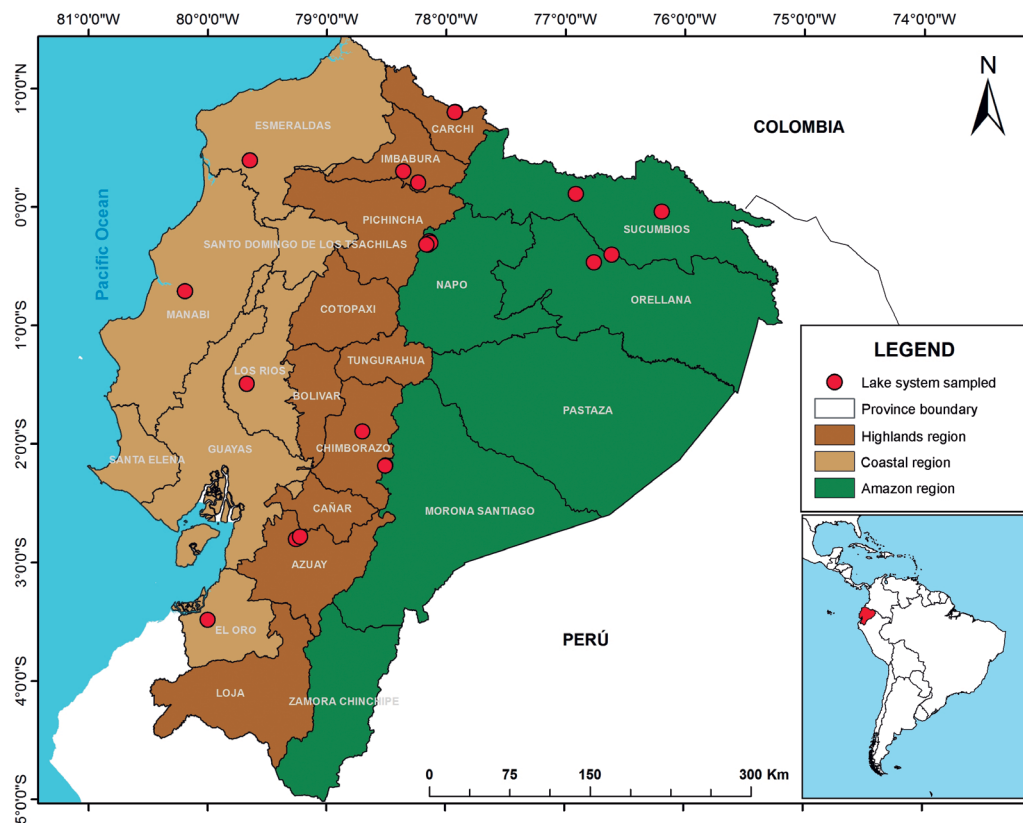 81°0'0"W 80°0'0"W 79°0'0"W 78°0'0"W 77°0'0"W 76°0'0"W 75°0'0"W 74°0'0"W
1°0'0"N
0°0'0"
1°0'0"S
2°0'0"S
3°0'0"S
4°0'0"S
5°0'0"S
N
COLOMBIA
Pacific Ocean
ESMERALDAS
CARCHI
IMBABURA
PICHINCHA
SANTO DOMINGO DE LOS TSACHILAS
SUCUMBIOS
NAPO
ORELLANA
MANABI
COTOPAXI
TUNGURAHUA
LOS RIOS
BOLIVAR
PASTAZA
CHIMBORAZO
GUAYAS
SANTA ELENA
CAÑAR
MORONA SANTIAGO
AZUAY
EL ORO
PERÚ
LOJA
ZAMORA CHINCHIPE
LEGEND
Lake system sampled
Province boundary
Highlands region
Coastal region
Amazon region
0 75 150 300 Km